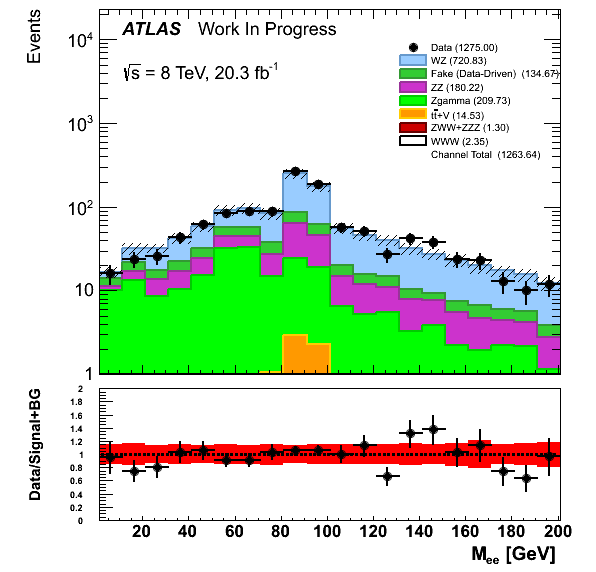 ATLAS Work In Progress
√s = 8 TeV, 20.3 fb⁻¹
Data (1275.00)
WZ (720.83)
Fake (Data-Driven) (134.67)
ZZ (180.22)
Zgamma (209.73)
tt̄+V (14.53)
ZWW+ZZZ (1.30)
WWW (2.35)
Channel Total (1263.64)
Events
10⁴
10³
10²
10
1
Data/Signal+BG
2
1.8
1.6
1.4
1.2
1
0.8
0.6
0.4
0.2
0
20 40 60 80 100 120 140 160 180 200
Mee [GeV]